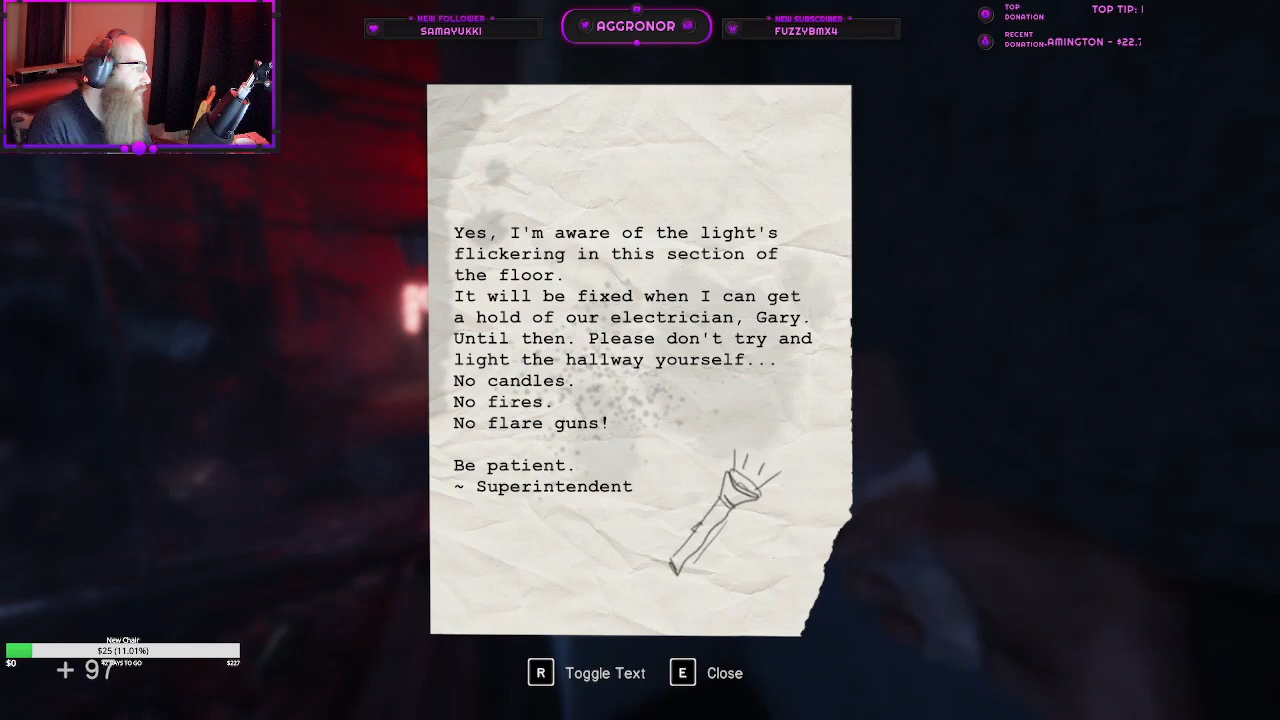 NEW FOLLOWER
SAMAYUKKI
AGGRONOR
NEW SUBSCRIBED
FUZZYBMX4
TOP DONATION
TOP TIP:
RECENT DONATION
AMINGTON - $22.7
Yes, I'm aware of the light's
flickering in this section of
the floor.
It will be fixed when I can get
a hold of our electrician, Gary.
Until then. Please don't try and
light the hallway yourself...
No candles.
No fires.
No flare guns!
Be patient.
~ Superintendent
New Chair
$25 (11.01%)
$0
DAYS TO GO
$227
+ 97
R Toggle Text E Close